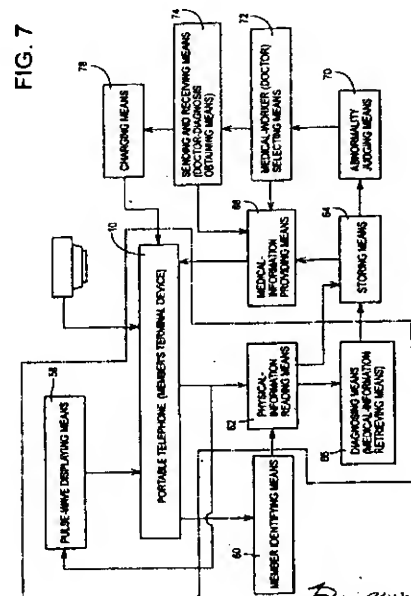 FIG. 7
58
PULSE-WAVE DISPLAYING MEANS
10
PORTABLE TELEPHONE (MEMBER'S TERMINAL DEVICE)
78
CHARGING MEANS
74
SENDING AND RECEIVING MEANS
(DOCTOR-DIAGNOSIS
OBTAINING MEANS)
72
MEDICAL-WORKER (DOCTOR)
SELECTING MEANS
70
ABNORMALITY
JUDGING MEANS
MEDICAL-
INFORMATION
PROVIDING MEANS
64
STORING MEANS
62
PHYSICAL-
INFORMATION
READING MEANS
DIAGNOSING MEANS
(MEDICAL-INFORMATION
RETRIEVING MEANS)
60
MEMBER IDENTIFYING MEANS